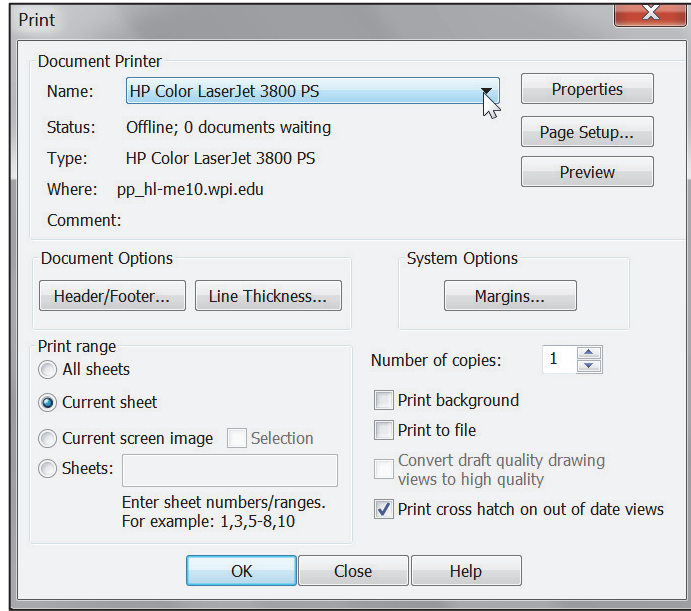 Print
Document Printer
Name: HP Color LaserJet 3800 PS
Properties
Status: Offline; 0 documents waiting
Page Setup...
Type: HP Color LaserJet 3800 PS
Preview
Where: pp_hl-me10.wpi.edu
Comment:
Document Options
Header/Footer...
Line Thickness...
System Options
Margins...
Print range
All sheets
Current sheet
Current screen image
Selection
Sheets:
Enter sheet numbers/ranges.
For example: 1,3,5-8,10
Number of copies: 1
Print background
Print to file
Convert draft quality drawing
views to high quality
Print cross hatch on out of date views
OK
Close
Help